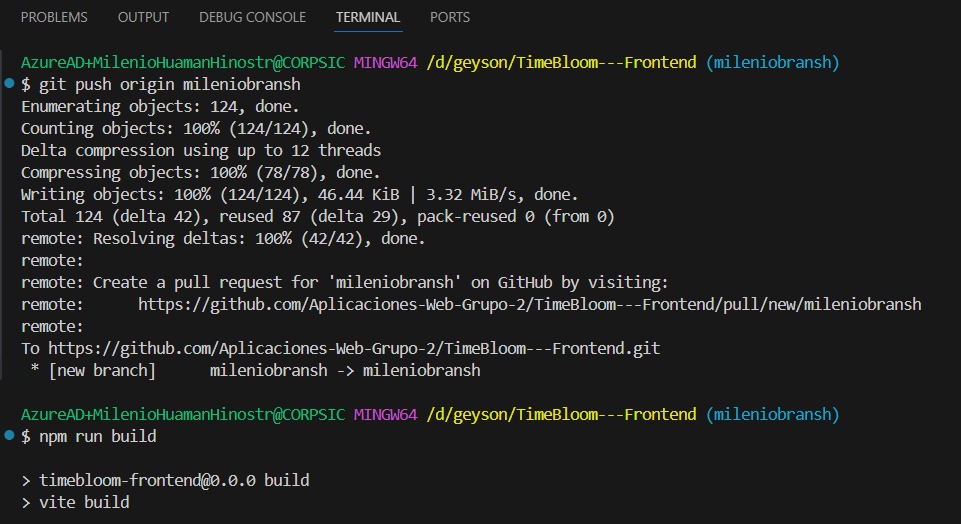 PROBLEMS OUTPUT DEBUG CONSOLE TERMINAL PORTS
AzureAD+MilenioHuamanHinostr@CORPSIC MINGW64 /d/geyson/TimeBloom---Frontend (mileniobransh)
$ git push origin mileniobransh
Enumerating objects: 124, done.
Counting objects: 100% (124/124), done.
Delta compression using up to 12 threads
Compressing objects: 100% (78/78), done.
Writing objects: 100% (124/124), 46.44 KiB | 3.32 MiB/s, done.
Total 124 (delta 42), reused 87 (delta 29), pack-reused 0 (from 0)
remote: Resolving deltas: 100% (42/42), done.
remote:
remote: Create a pull request for 'mileniobransh' on GitHub by visiting:
remote:      https://github.com/Aplicaciones-Web-Grupo-2/TimeBloom---Frontend/pull/new/mileniobransh
remote:
To https://github.com/Aplicaciones-Web-Grupo-2/TimeBloom---Frontend.git
 * [new branch]      mileniobransh -> mileniobransh
AzureAD+MilenioHuamanHinostr@CORPSIC MINGW64 /d/geyson/TimeBloom---Frontend (mileniobransh)
$ npm run build
> timebloom-frontend@0.0.0 build
> vite build